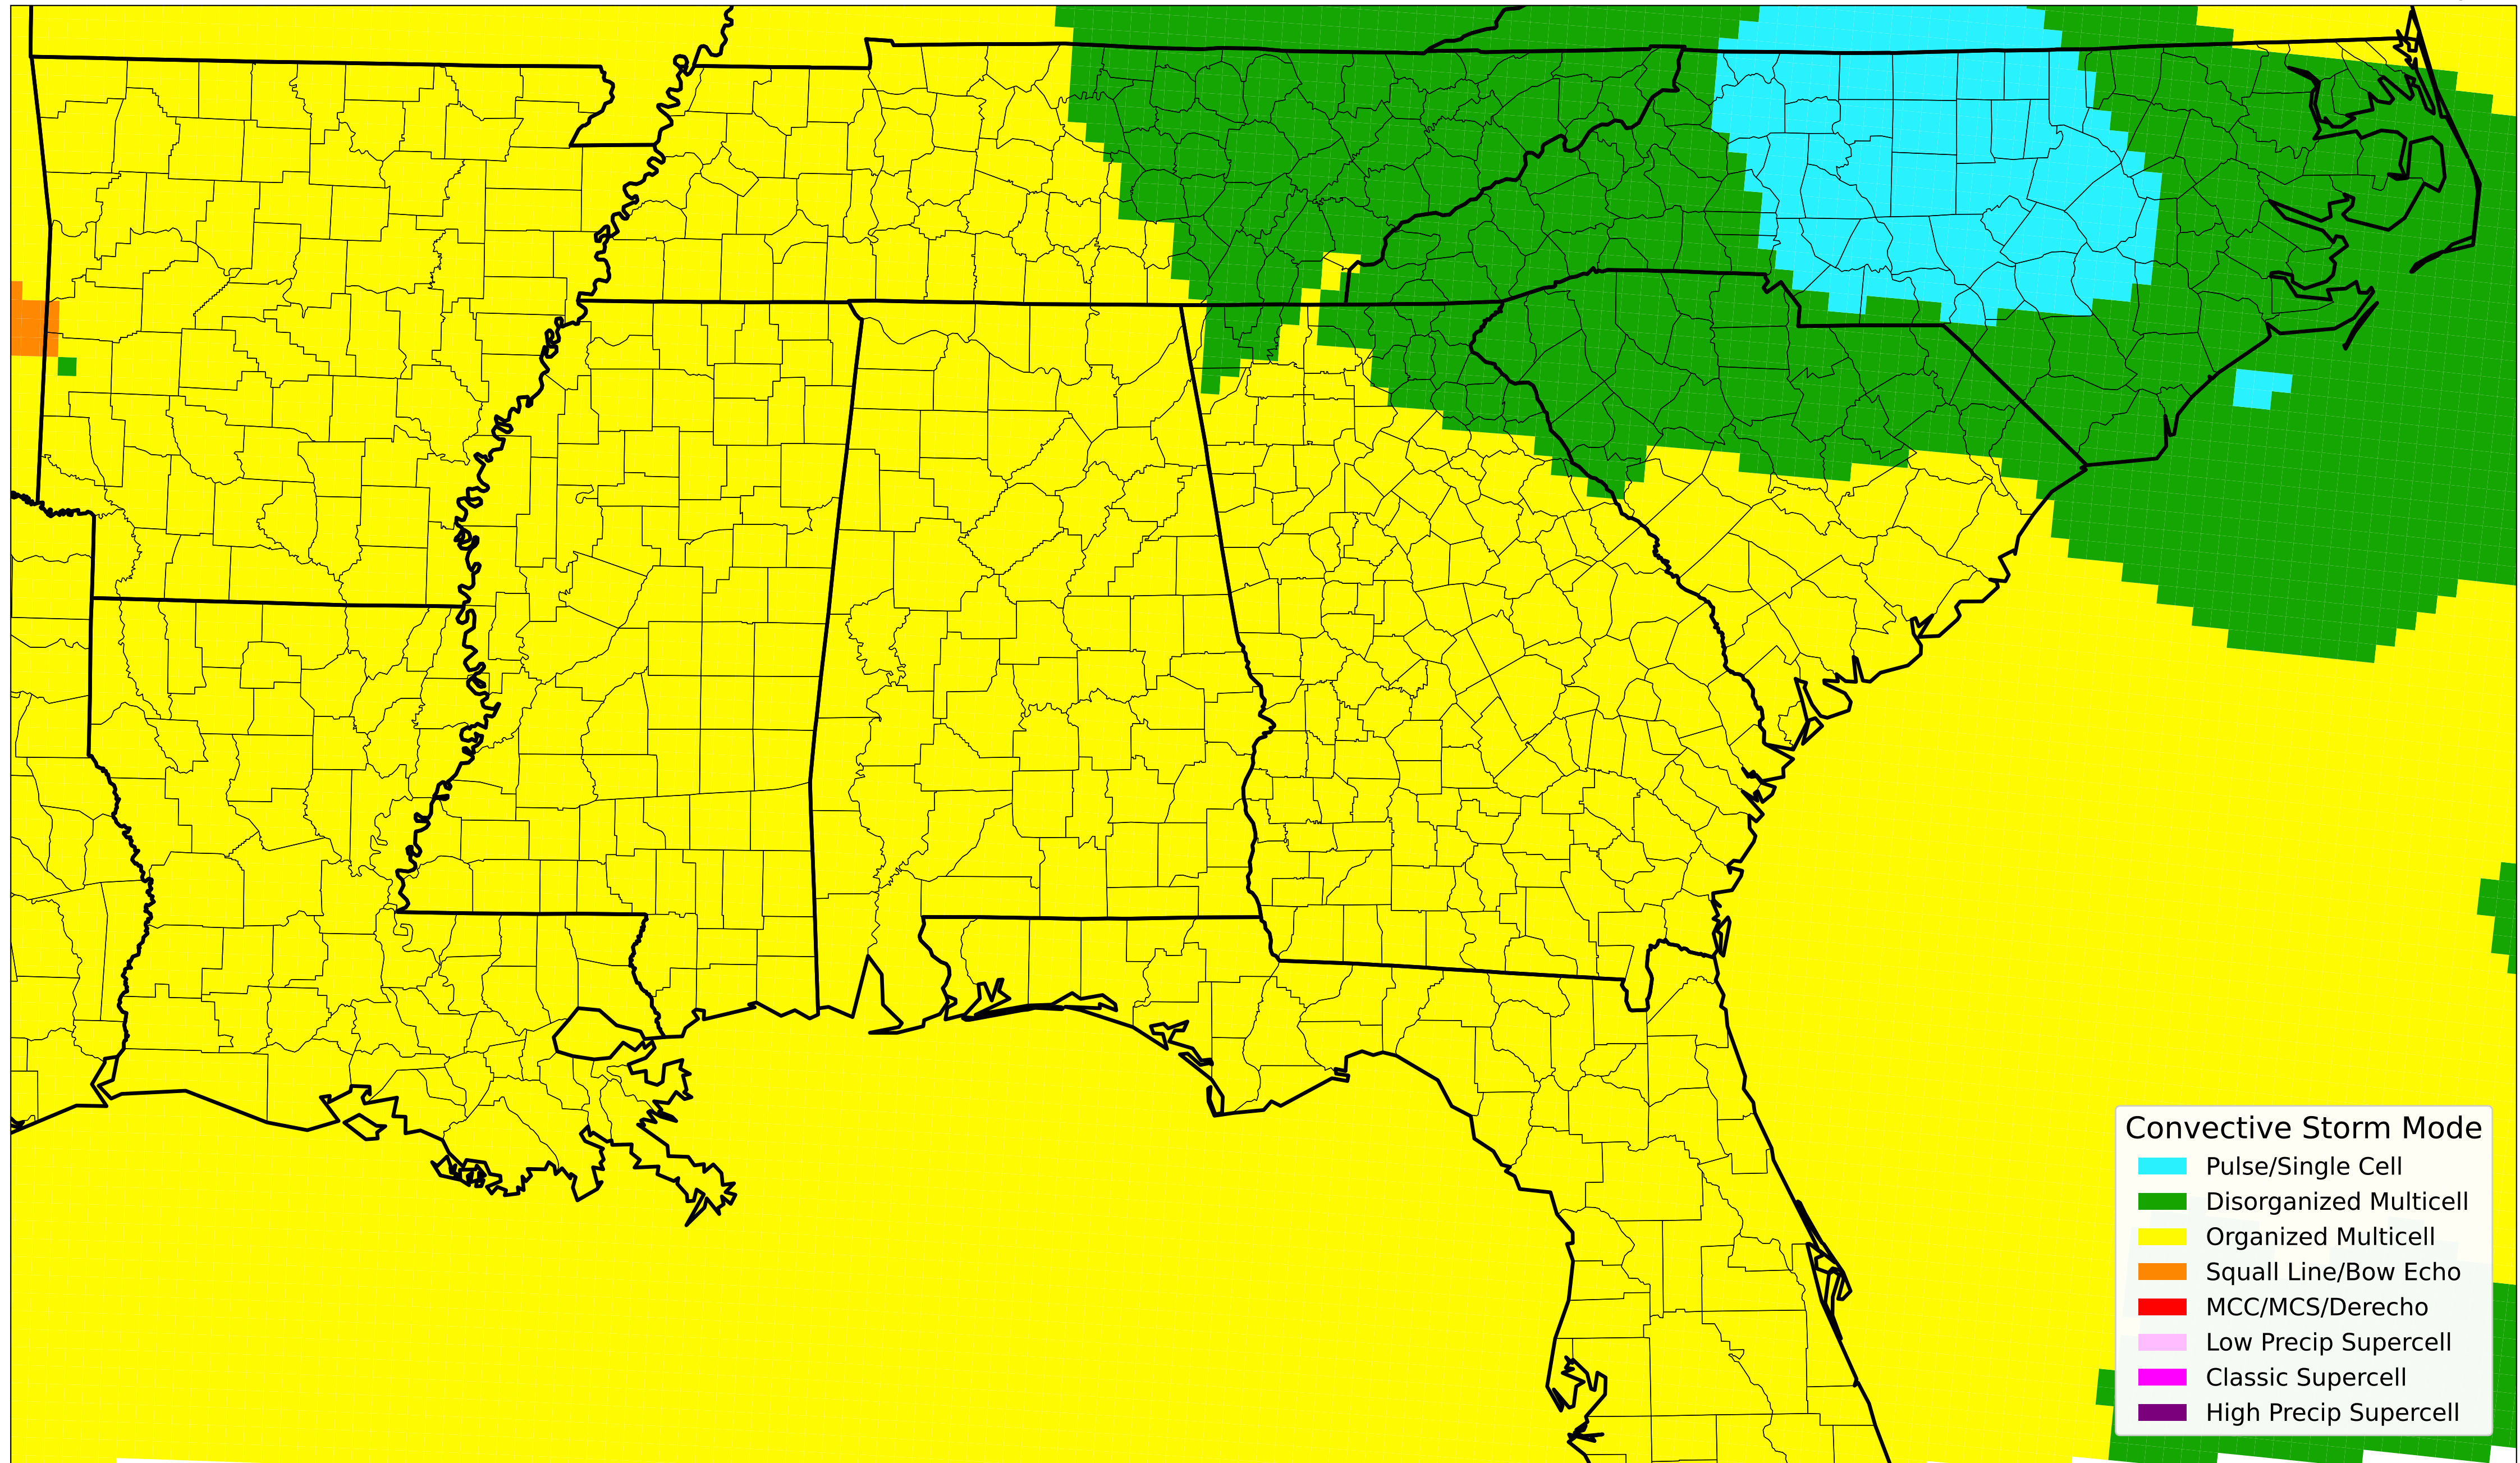 Convective Storm Mode
Pulse/Single Cell
Disorganized Multicell
Organized Multicell
Squall Line/Bow Echo
MCC/MCS/Derecho
Low Precip Supercell
Classic Supercell
High Precip Supercell